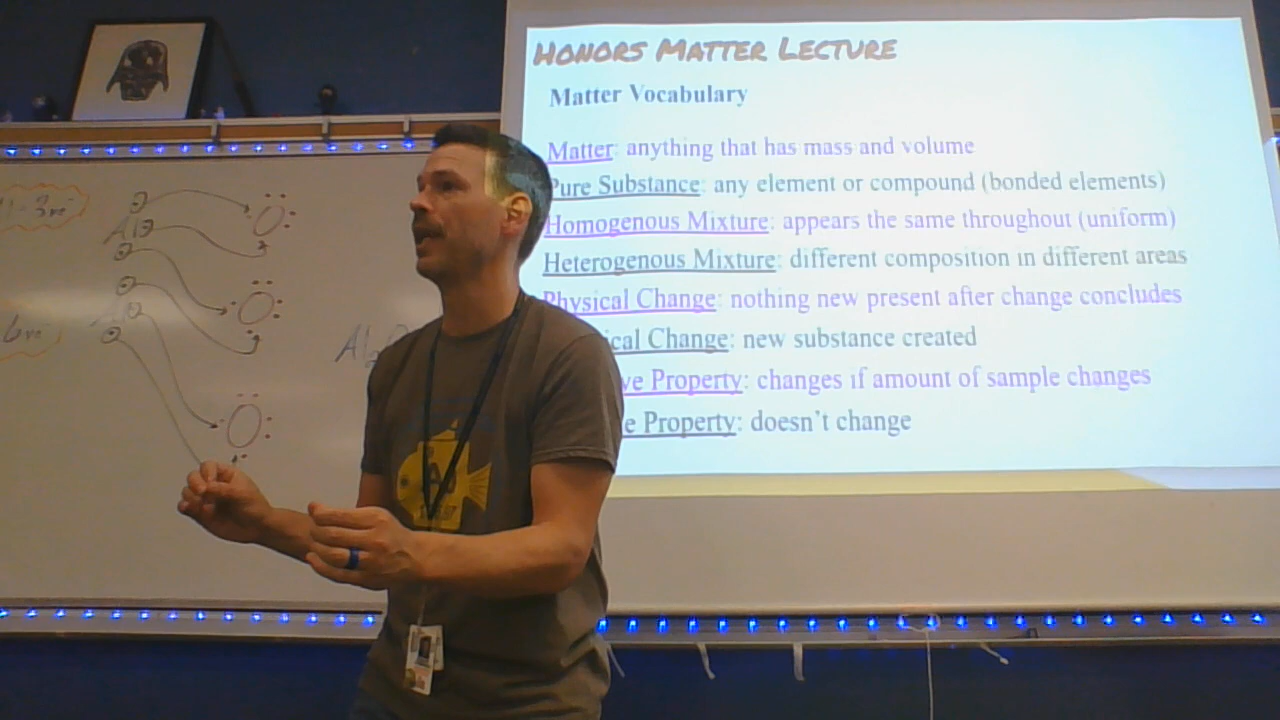 HONORS MATTER LECTURE
Matter Vocabulary
Matter: anything that has mass and volume
Pure Substance: any element or compound (bonded elements)
Homogenous Mixture: appears the same throughout (uniform)
Heterogenous Mixture: different composition in different areas
Physical Change: nothing new present after change concludes
ical Change: new substance created
ve Property: changes if amount of sample changes
e Property: doesn't change
Al
Al₂